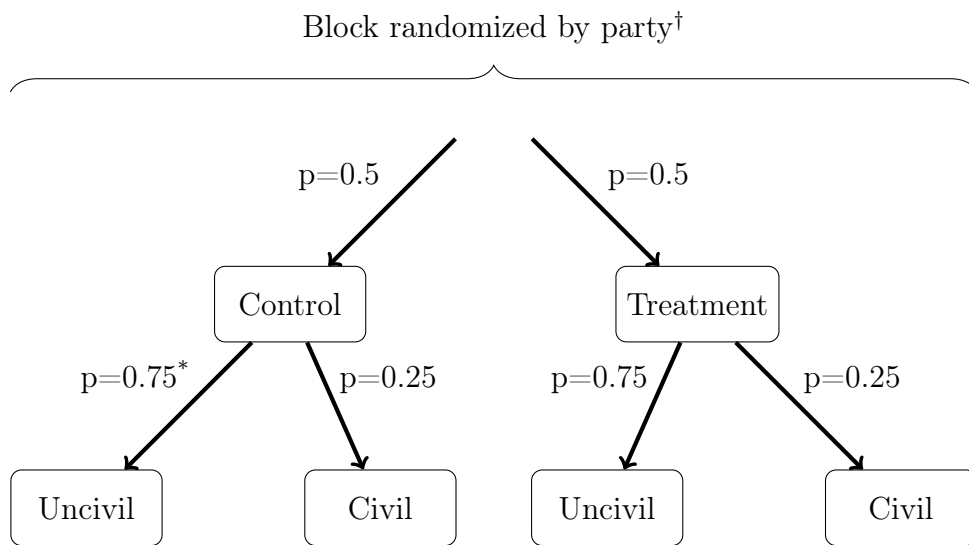 Block randomized by party†
p=0.5 p=0.5
Control Treatment
p=0.75* p=0.25 p=0.75 p=0.25
Uncivil Civil Uncivil Civil